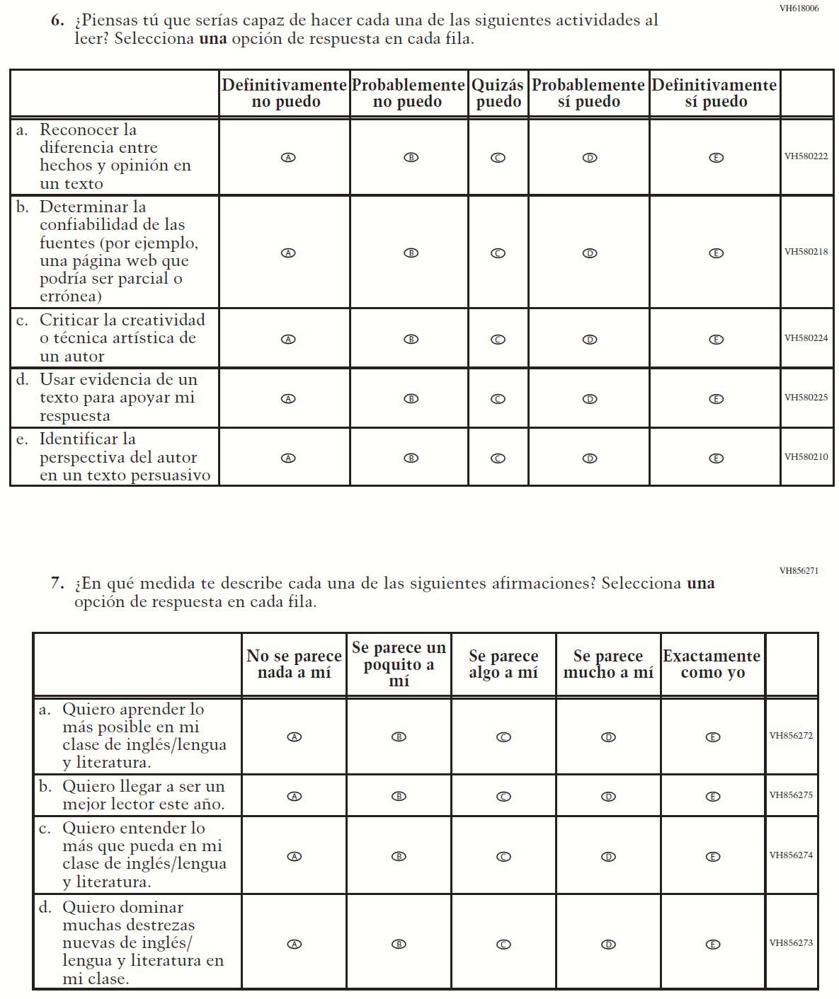 VH618006
6. ¿Piensas tú que serías capaz de hacer cada una de las siguientes actividades al
leer? Selecciona una opción de respuesta en cada fila.
Definitivamente
no puedo
Probablemente
no puedo
Quizás
puedo
Probablemente
sí puedo
Definitivamente
sí puedo
a. Reconocer la
diferencia entre
hechos y opinión en
un texto
A B C D E VH580222
b. Determinar la
confiabilidad de las
fuentes (por ejemplo,
una página web que
podría ser parcial o
errónea)
A B C D E VH580218
c. Criticar la creatividad
o técnica artística de
un autor
A B C D E VH580224
d. Usar evidencia de un
texto para apoyar mi
respuesta
A B C D E VH580225
e. Identificar la
perspectiva del autor
en un texto persuasivo
A B C D E VH580210
VH856271
7. ¿En qué medida te describe cada una de las siguientes afirmaciones? Selecciona una
opción de respuesta en cada fila.
No se parece
nada a mí
Se parece un
poquito a
mí
Se parece
algo a mí
Se parece
mucho a mí
Exactamente
como yo
a. Quiero aprender lo
más posible en mi
clase de inglés/lengua
y literatura.
A B C D E VH856272
b. Quiero llegar a ser un
mejor lector este año.
A B C D E VH856275
c. Quiero entender lo
más que pueda en mi
clase de inglés/lengua
y literatura.
A B C D E VH856274
d. Quiero dominar
muchas destrezas
nuevas de inglés/
lengua y literatura en
mi clase.
A B C D E VH856273